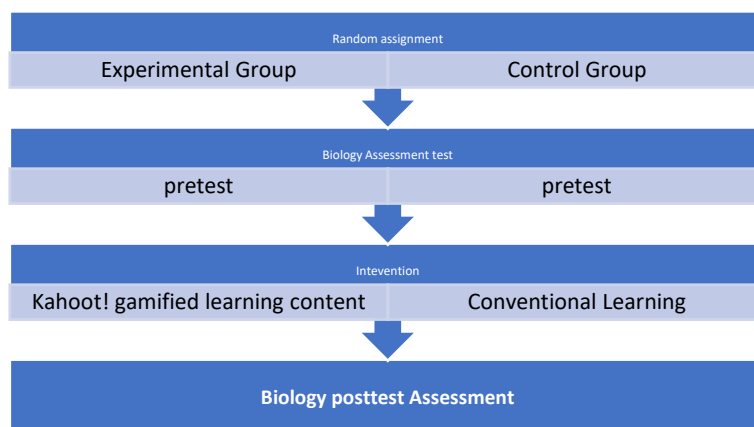 Random assignment
Experimental Group Control Group
Biology Assessment test
pretest pretest
Intevention
Kahoot! gamified learning content Conventional Learning
Biology posttest Assessment